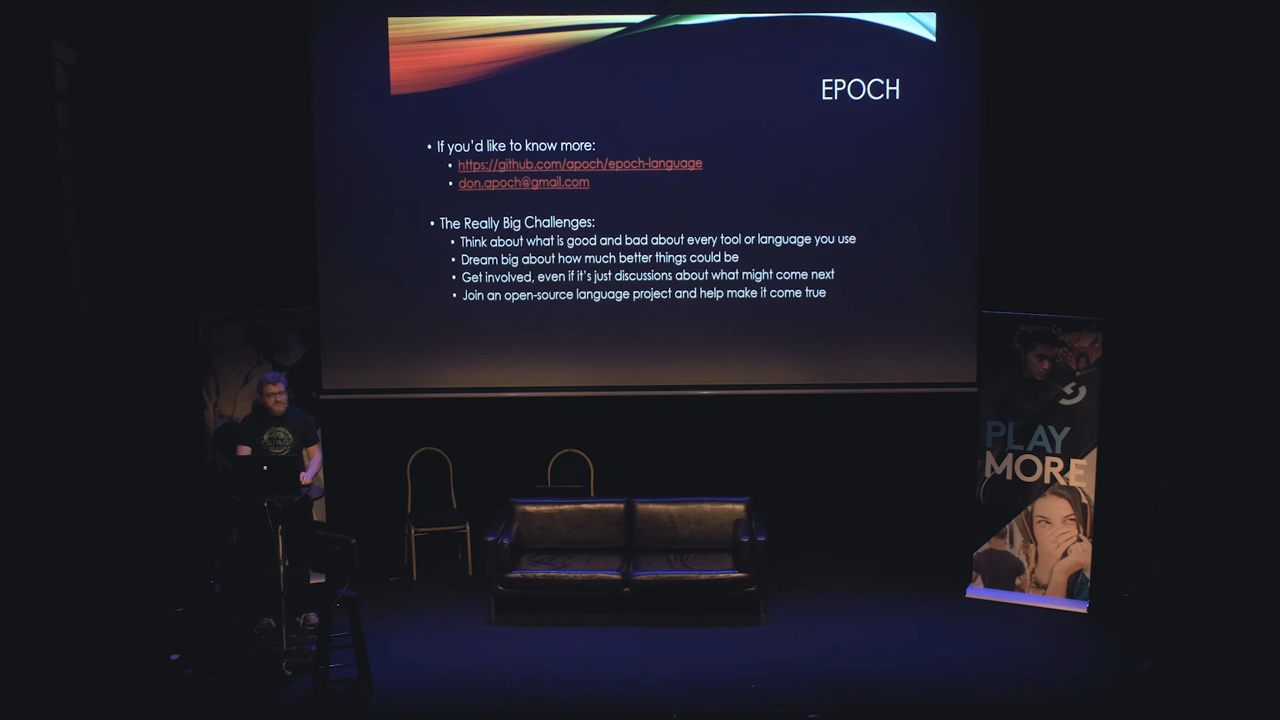 EPOCH
• If you'd like to know more:
• https://github.com/apoch/epoch-language
• don.apoch@gmail.com
• The Really Big Challenges:
• Think about what is good and bad about every tool or language you use
• Dream big about how much better things could be
• Get involved, even if it's just discussions about what might come next
• Join an open-source language project and help make it come true
PLAY
MORE